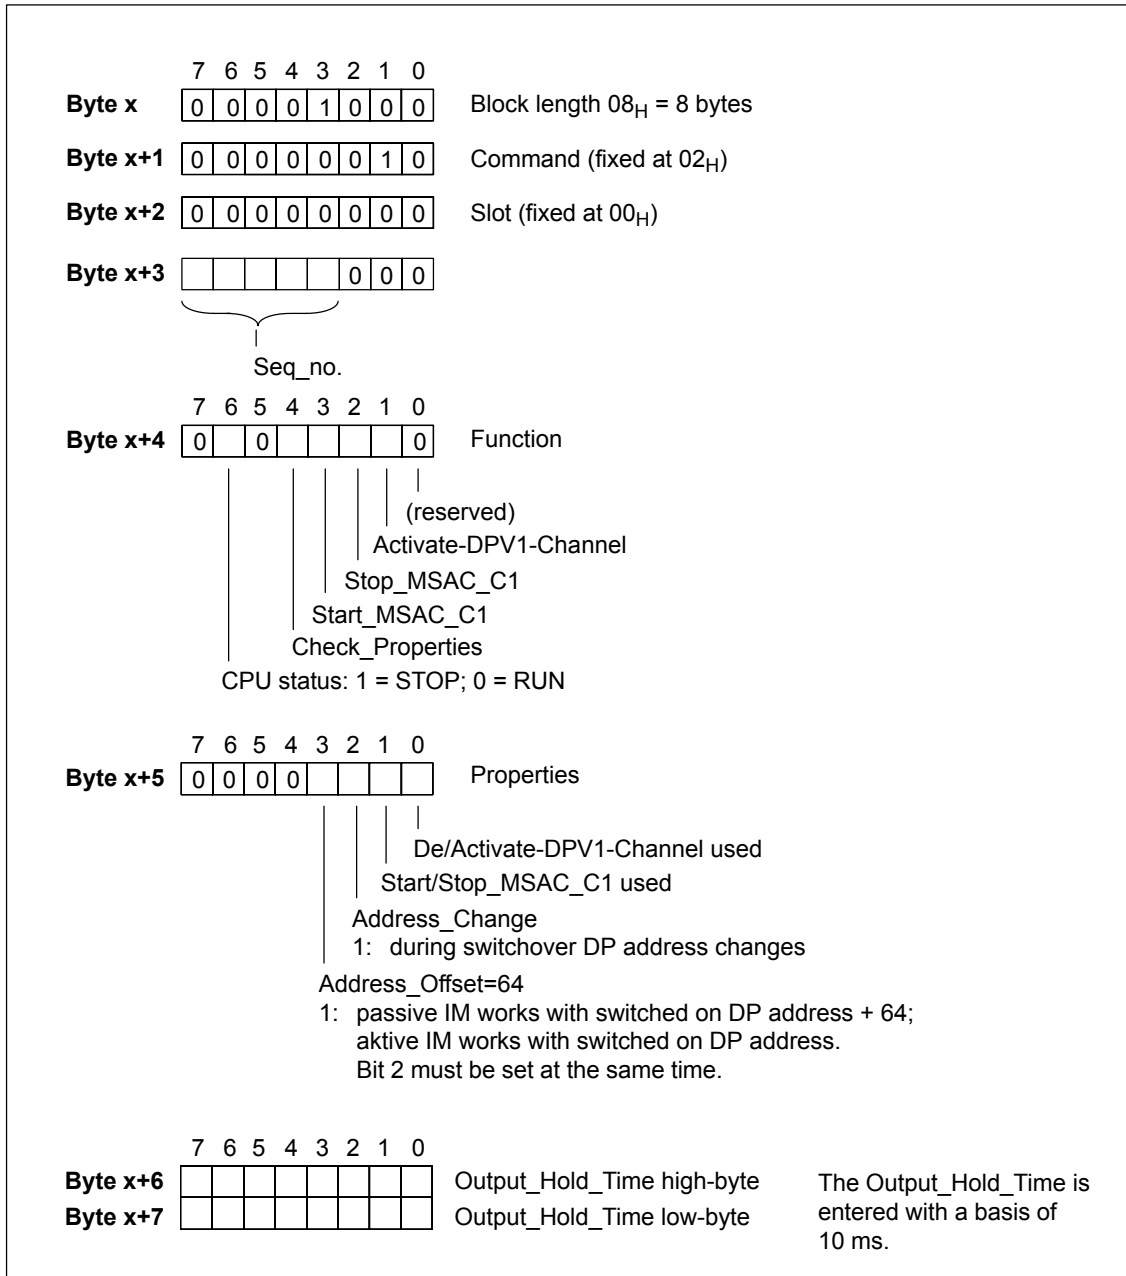 7 6 5 4 3 2 1 0
Byte x 0 0 0 0 1 0 0 0 Block length 08H = 8 bytes
Byte x+1 0 0 0 0 0 0 1 0 Command (fixed at 02H)
Byte x+2 0 0 0 0 0 0 0 0 Slot (fixed at 00H)
Byte x+3 0 0 0
Seq_no.
7 6 5 4 3 2 1 0
Byte x+4 0 0 0 Function
(reserved)
Activate-DPV1-Channel
Stop_MSAC_C1
Start_MSAC_C1
Check_Properties
CPU status: 1 = STOP; 0 = RUN
7 6 5 4 3 2 1 0
Byte x+5 0 0 0 0 Properties
De/Activate-DPV1-Channel used
Start/Stop_MSAC_C1 used
Address_Change
1: during switchover DP address changes
Address_Offset=64
1: passive IM works with switched on DP address + 64;
aktive IM works with switched on DP address.
Bit 2 must be set at the same time.
7 6 5 4 3 2 1 0
Byte x+6 Output_Hold_Time high-byte
Byte x+7 Output_Hold_Time low-byte
The Output_Hold_Time is
entered with a basis of
10 ms.